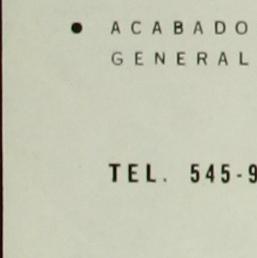 • ACABADO
GENERAL
TEL. 545-9